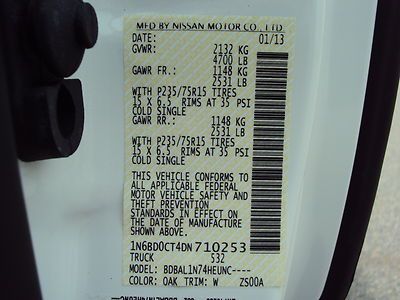 MFD BY NISSAN MOTOR CO., LTD.
DATE: 01/13
GVWR: 2132 KG
4700 LB
GAWR FR.: 1148 KG
2531 LB
WITH P235/75R15 TIRES
15 X 6.5 RIMS AT 35 PSI
COLD SINGLE
GAWR RR.: 1148 KG
2531 LB
WITH P235/75R15 TIRES
15 X 6.5 RIMS AT 35 PSI
COLD SINGLE
THIS VEHICLE CONFORMS TO
ALL APPLICABLE FEDERAL
MOTOR VEHICLE SAFETY
STANDARDS IN EFFECT ON
THE DATE OF MANUFACTURE
SHOWN ABOVE.
1N6BD0CT4DN710253
TRUCK 532
MODEL: BDBAL1N74HEUNC----
COLOR: OAK TRIM: W ZS00A